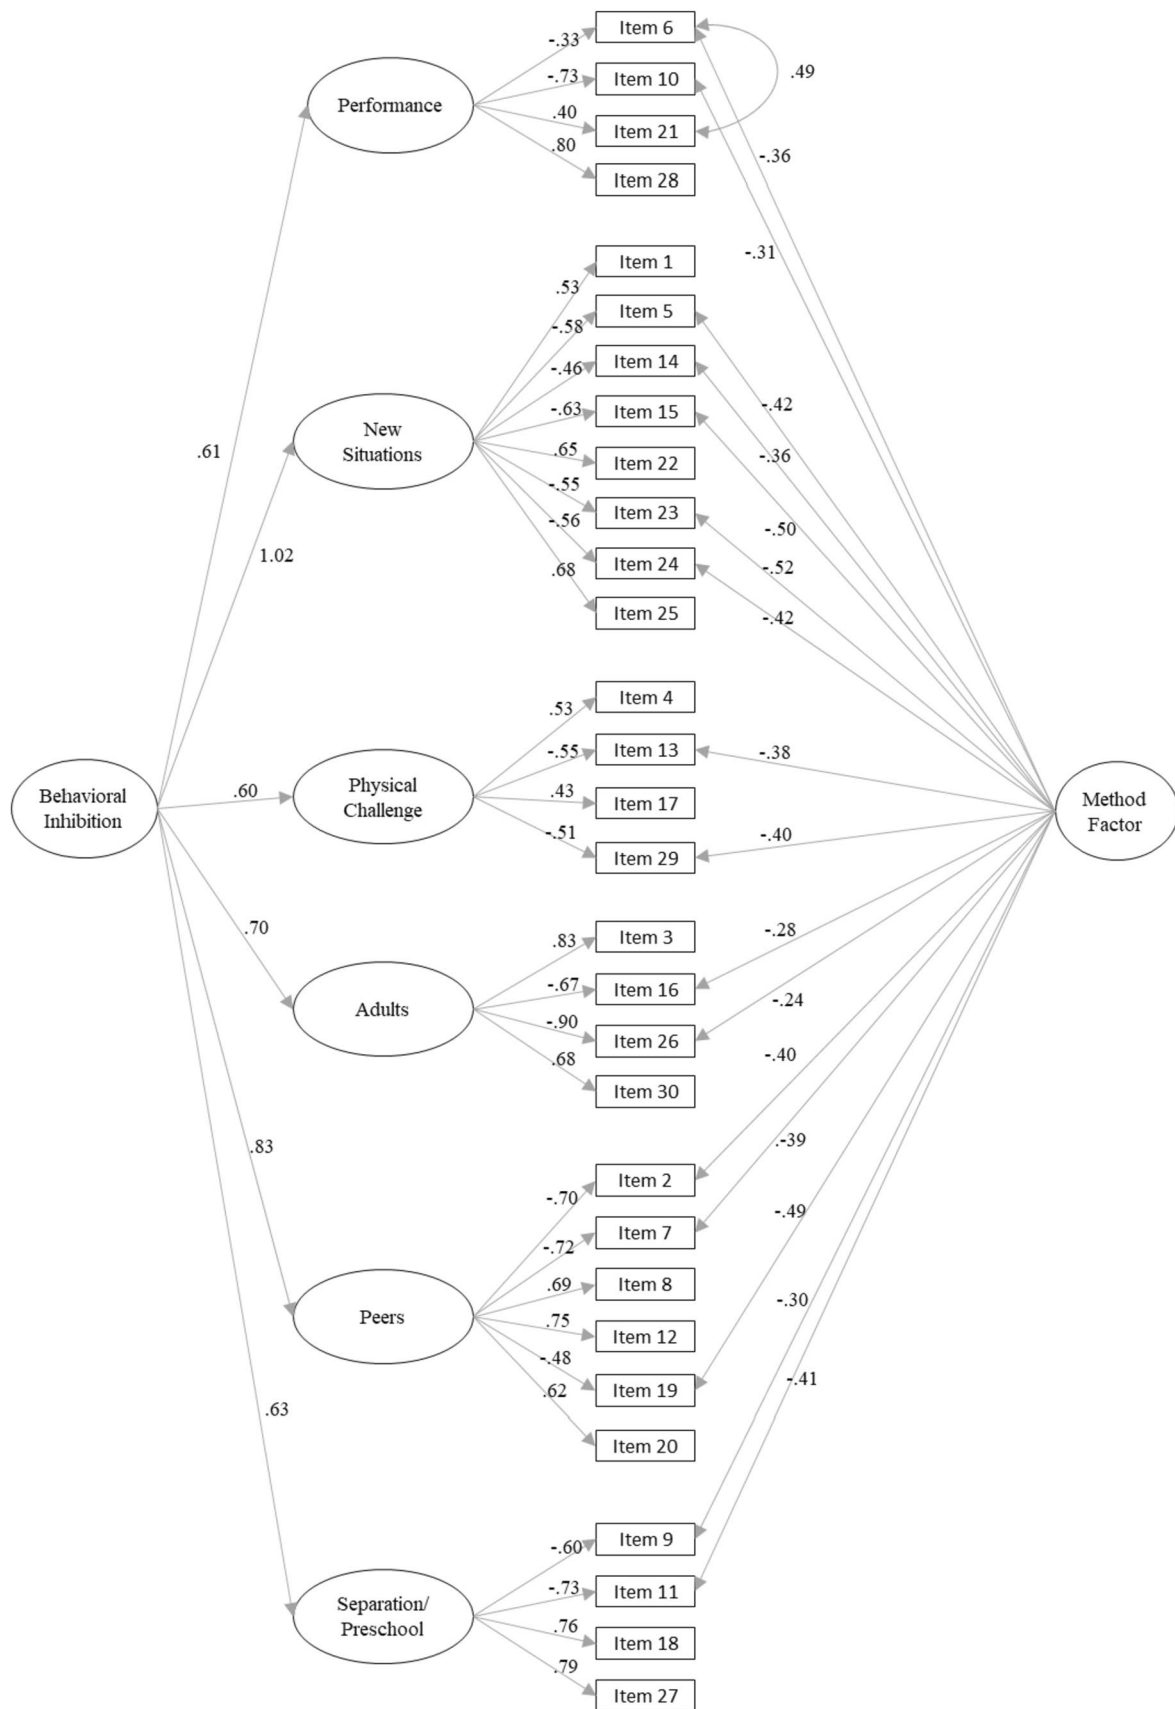 Item 6
-.33
.49
Item 10
-.73
Performance
.40
Item 21
.80
-.36
Item 28
-.31
Item 1
.53
Item 5
-.58
Item 14
-.46
-.42
Item 15
-.63
New
Situations
.61
.65
Item 22
-.36
-.55
Item 23
-.50
-.56
Item 24
-.52
1.02
.68
Item 25
-.42
Item 4
.53
Item 13
-.55
-.38
Physical
Challenge
.60
.43
Item 17
Behavioral
Inhibition
Method
Factor
-.51
Item 29
-.40
.70
Item 3
.83
-.28
Item 16
-.67
-.24
Adults
-.90
Item 26
.68
-.40
Item 30
.83
.-39
Item 2
-.70
-.49
Item 7
-.72
.69
Item 8
-.30
Peers
.75
Item 12
-.48
Item 19
-.41
.62
.63
Item 20
Item 9
-.60
Item 11
-.73
Separation/
Preschool
.76
Item 18
.79
Item 27